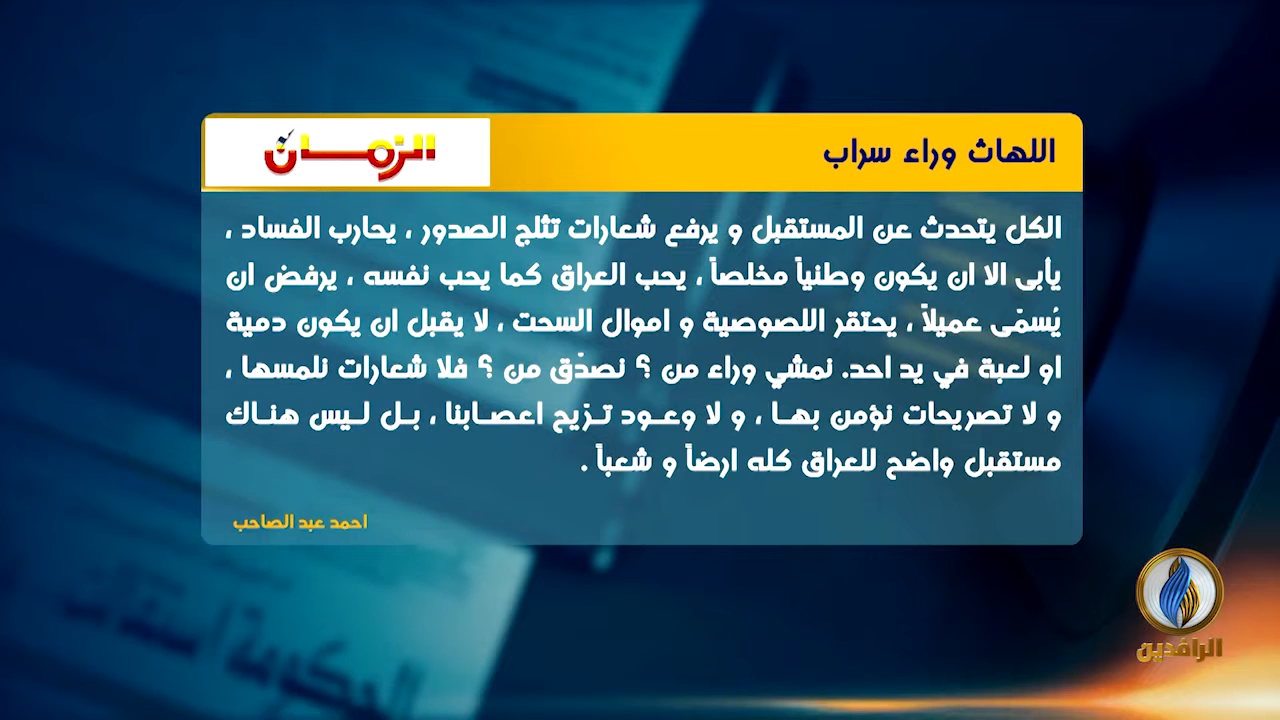 اللهاث وراء سراب
الزمان
الكل يتحدث عن المستقبل و يرفع شعارات تثلج الصدور ، يحارب الفساد ،
يأبى الا ان يكون وطنياً مخلصاً ، يحب العراق كما يحب نفسه ، يرفض ان
يُسمّى عميلاً ، يحتقر اللصوصية و اموال السحت ، لا يقبل ان يكون دمية
او لعبة في يد احد. نمشي وراء من ؟ نصدّق من ؟ فلا شعارات نلمسها ،
و لا تصريحات نؤمن بها ، و لا وعود تزيح اعصابنا ، بل ليس هناك
مستقبل واضح للعراق كله ارضاً و شعباً .
احمد عبد الصاحب
الرافدين
الحكومة